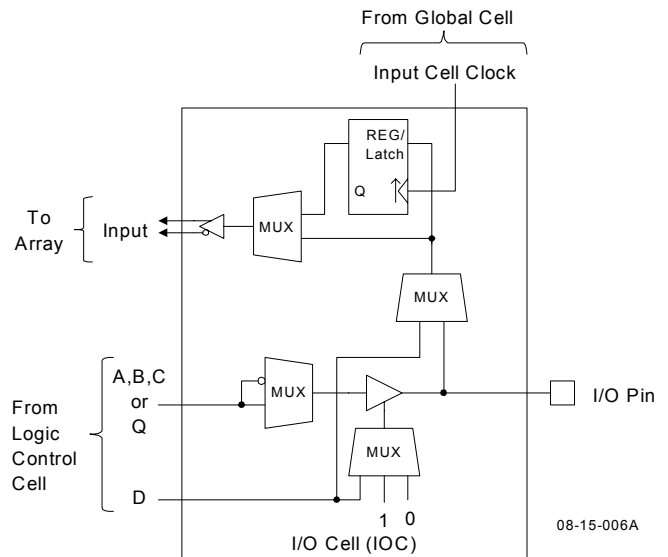 From Global Cell
Input Cell Clock
REG/
Latch
Q
To
Array
Input
MUX
MUX
A,B,C
or
Q
MUX
I/O Pin
From
Logic
Control
Cell
MUX
D
1 0
I/O Cell (IOC)
08-15-006A